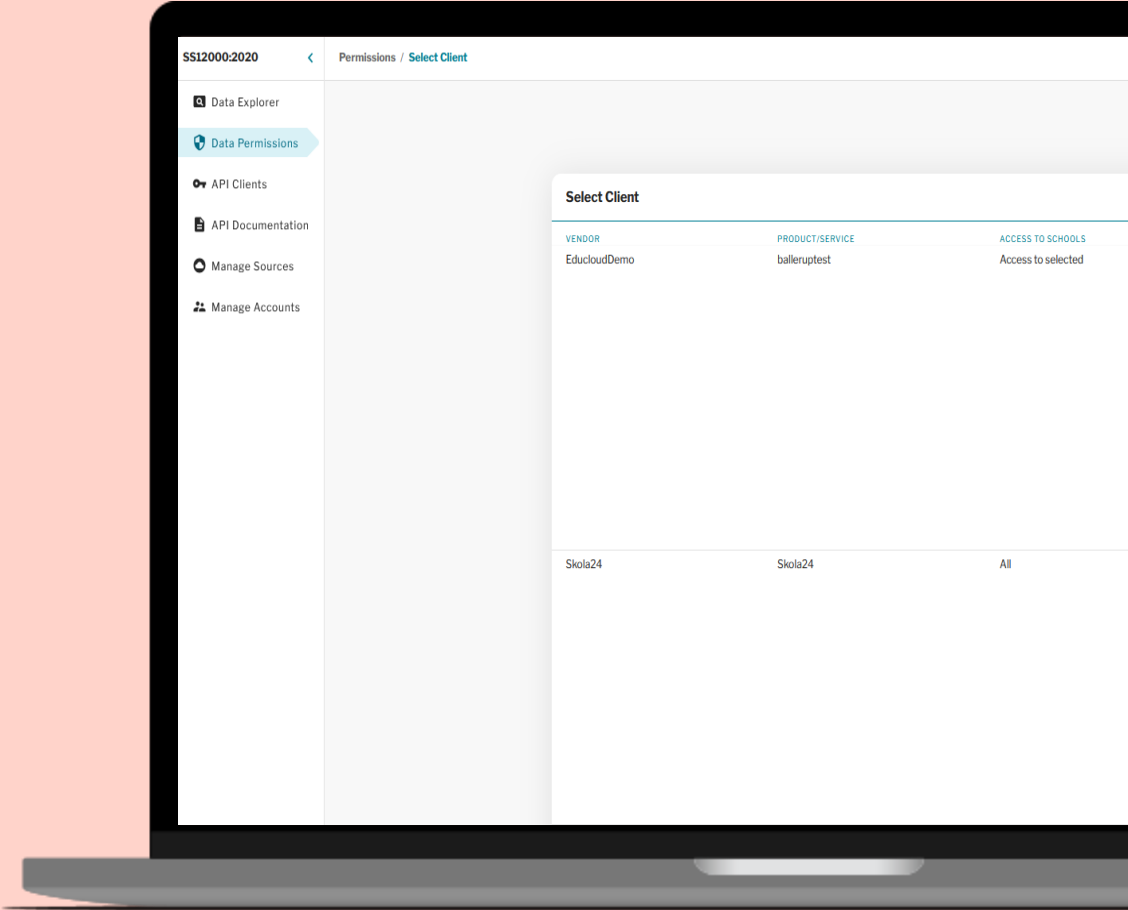 SS12000:2020
Permissions / Select Client
Data Explorer
Data Permissions
API Clients
API Documentation
Manage Sources
Manage Accounts
Select Client
VENDOR PRODUCT/SERVICE ACCESS TO SCHOOLS
EducloudDemo balleruptest Access to selected
Skola24 Skola24 All